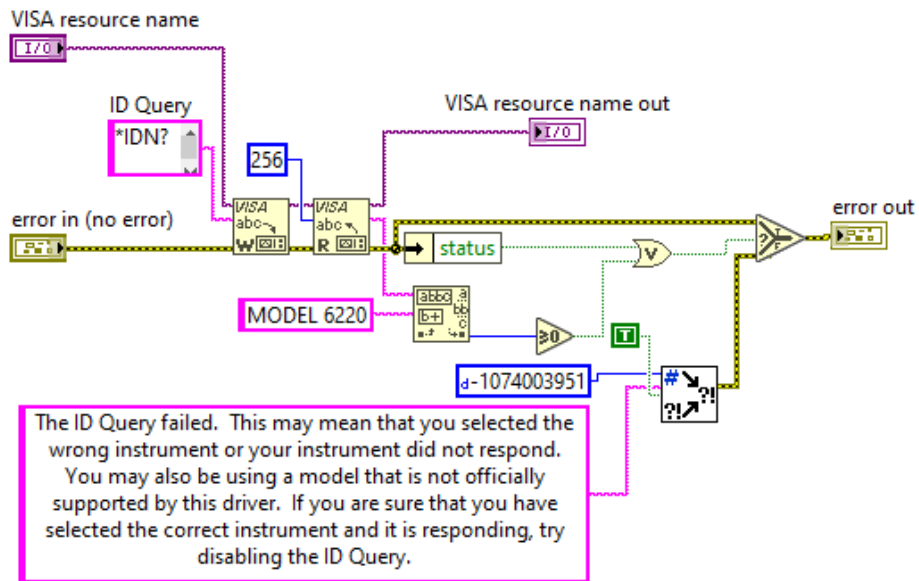 VISA resource name
I/O
ID Query
*IDN?
VISA resource name out
I/O
256
error in (no error)
VISA
abc
W
VISA
abc
R
error out
status
V
?
T
F
abbc
a
bb
c
b+
MODEL 6220
≥0
T
d-1074003951
#
?!
?!
The ID Query failed.  This may mean that you selected the
wrong instrument or your instrument did not respond.
You may also be using a model that is not officially
supported by this driver.  If you are sure that you have
selected the correct instrument and it is responding, try
disabling the ID Query.